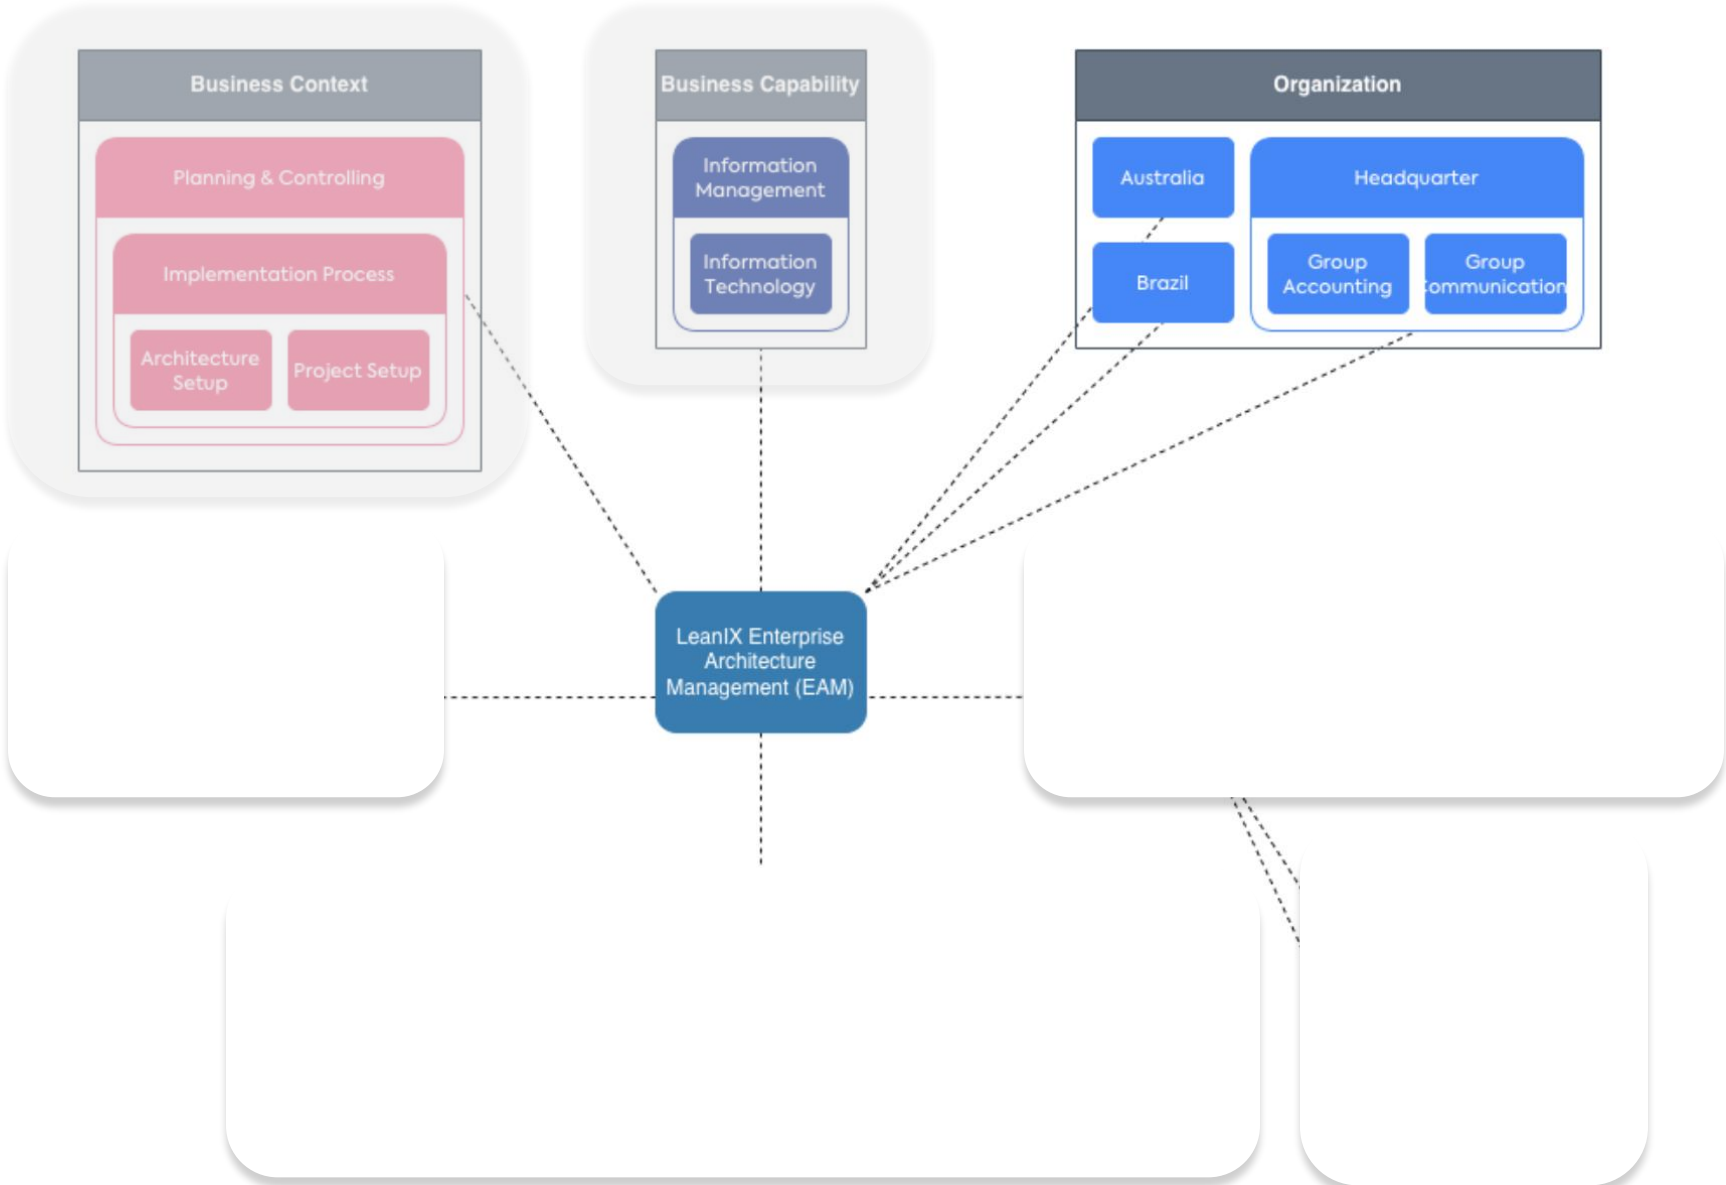 Business Context
Planning & Controlling
Implementation Process
Architecture
Setup
Project Setup
Business Capability
Information
Management
Information
Technology
Organization
Australia
Brazil
Headquarter
Group
Accounting
Group
ommunication
LeanIX Enterprise
Architecture
Management (EAM)